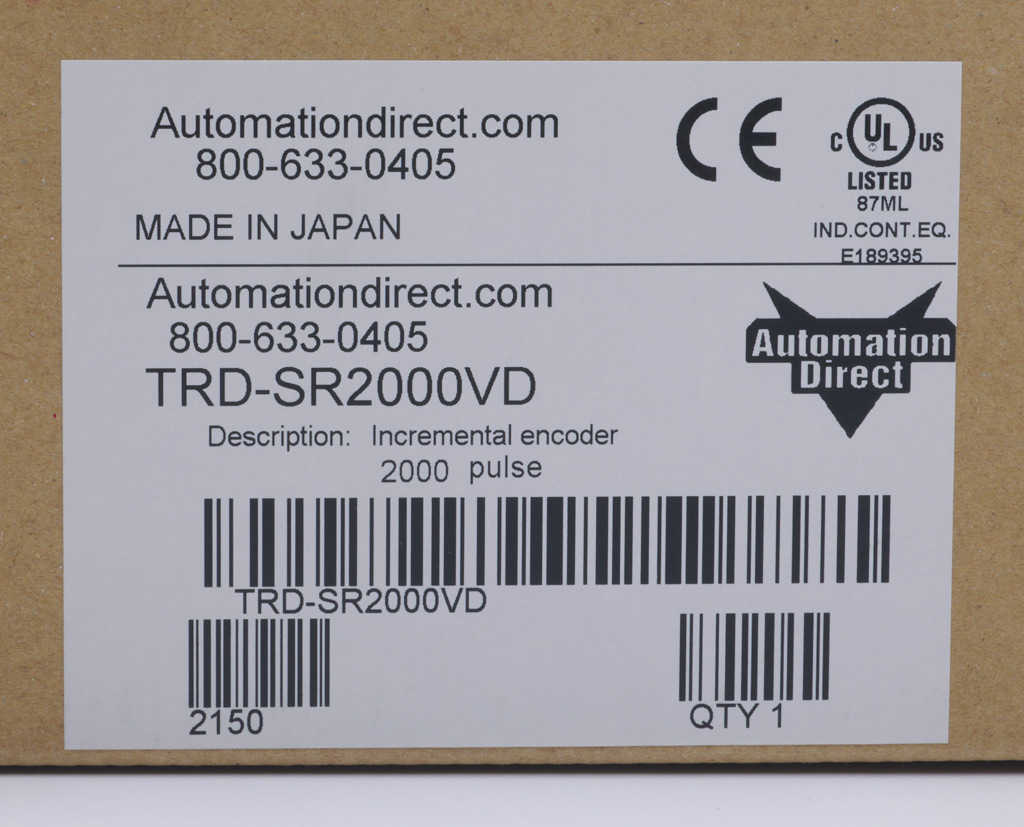 Automationdirect.com
800-633-0405
MADE IN JAPAN
CE
C UL US
LISTED
87ML
IND.CONT.EQ.
E189395
Automationdirect.com
800-633-0405
TRD-SR2000VD
Automation
Direct
Description: Incremental encoder
2000 pulse
TRD-SR2000VD
2150
QTY 1